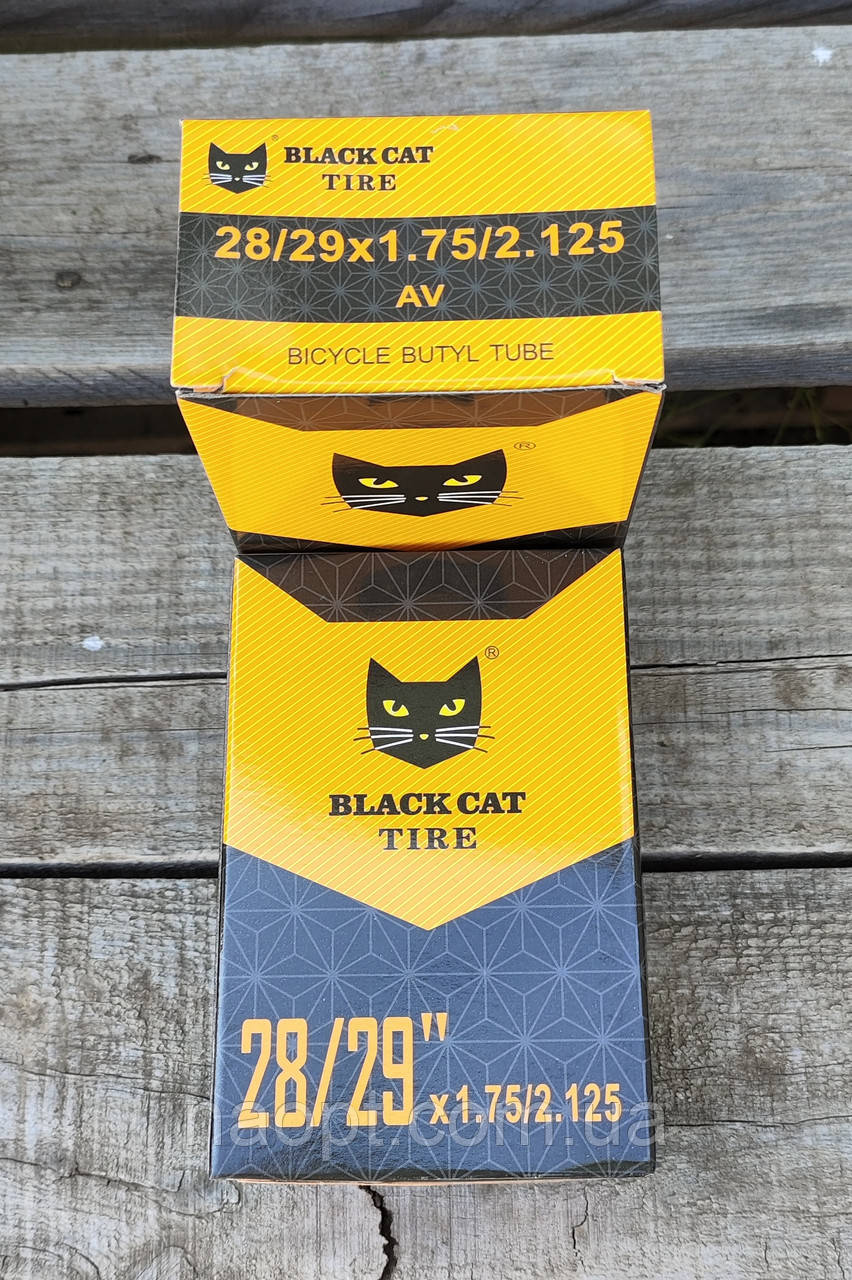 ®
BLACK CAT
TIRE
28/29x1.75/2.125
AV
BICYCLE BUTYL TUBE
®
®
BLACK CAT
TIRE
28/29" x1.75/2.125
naopt.com.ua